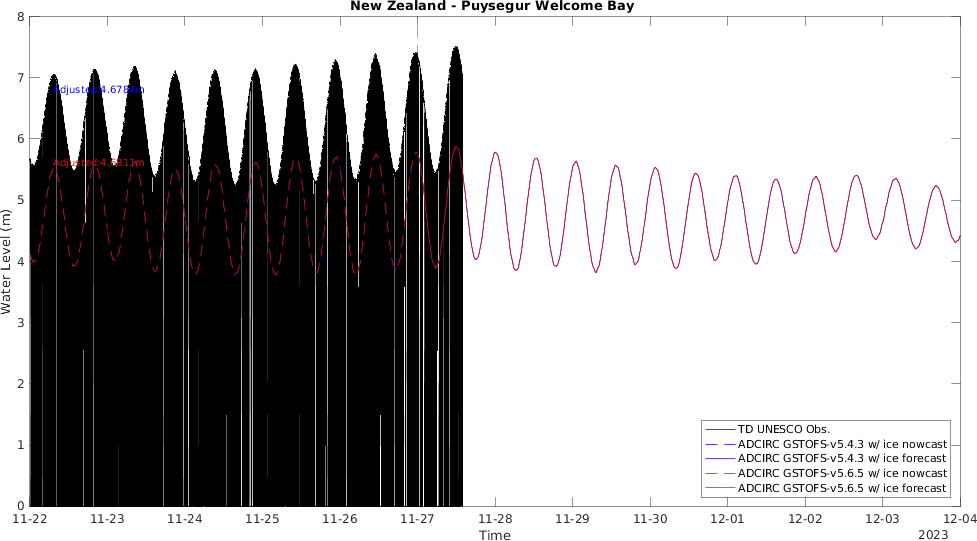 New Zealand - Puysegur Welcome Bay
8
7
6
5
4
3
2
1
0
Water Level (m)
Adjusted:4.6784m
11-22
11-23
11-24
11-25
11-26
11-27
11-28
11-29
11-30
12-01
12-02
12-03
12-04
Time
2023
TD UNESCO Obs.
ADCIRC GSTOFS-v5.4.3 w/ ice nowcast
ADCIRC GSTOFS-v5.4.3 w/ ice forecast
ADCIRC GSTOFS-v5.6.5 w/ ice nowcast
ADCIRC GSTOFS-v5.6.5 w/ ice forecast